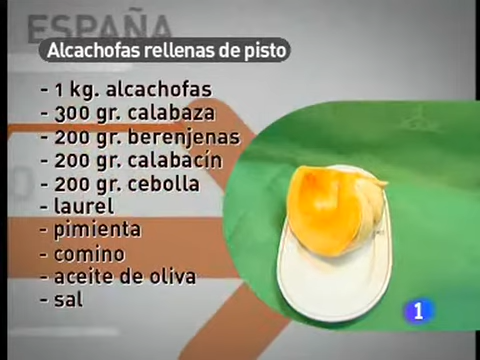 ESPAÑA
Alcachofas rellenas de pisto
- 1 kg. alcachofas
- 300 gr. calabaza
- 200 gr. berenjenas
- 200 gr. calabacín
- 200 gr. cebolla
- laurel
- pimienta
- comino
- aceite de oliva
- sal
1